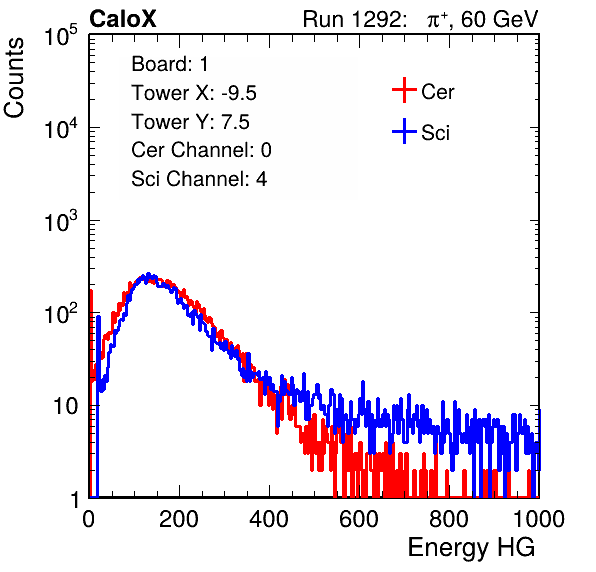 CaloX Run 1292: π⁺, 60 GeV
Board: 1
Tower X: -9.5
Tower Y: 7.5
Cer Channel: 0
Sci Channel: 4
Cer
Sci
Counts
10⁵
10⁴
10³
10²
10
1
0 200 400 600 800 1000
Energy HG